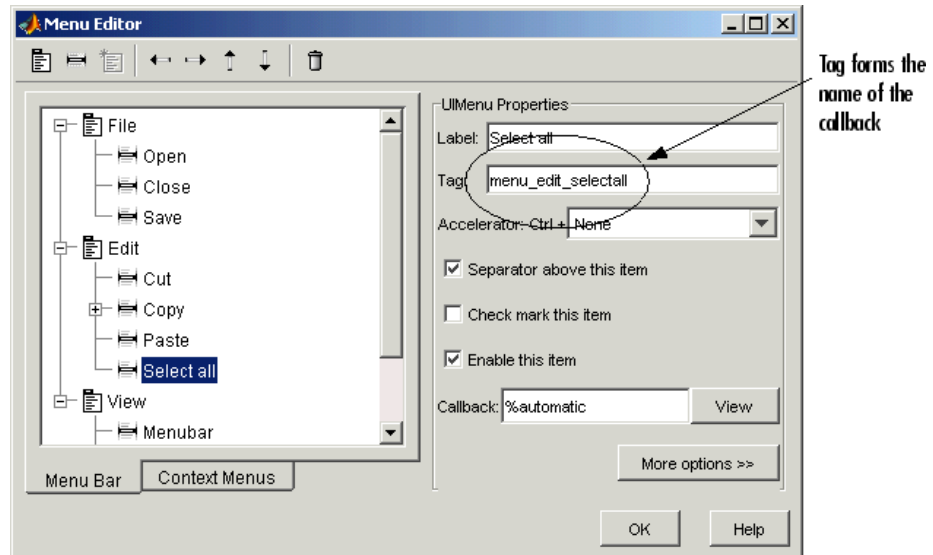 Menu Editor
Tag forms the
name of the
callback
File
Open
Close
Save
Edit
Cut
Copy
Paste
Select all
View
Menubar
Menu Bar
Context Menus
UIMenu Properties
Label: Select all
Tag: menu_edit_selectall
Accelerator: Ctrl + None
Separator above this item
Check mark this item
Enable this item
Callback: %automatic View
More options >>
OK Help